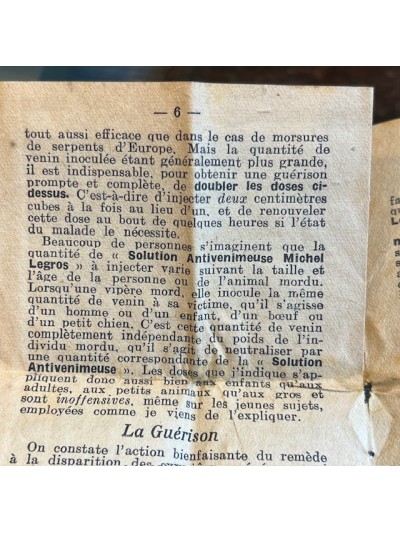 — 6 —
tout aussi efficace que dans le cas de morsures
de serpents d'Europe. Mais la quantité de
venin inoculée étant généralement plus grande,
il est indispensable, pour obtenir une guérison
prompte et complète, de doubler les doses ci-
dessus. C'est-à-dire d'injecter deux centimètres
cubes à la fois au lieu d'un, et de renouveler
cette dose au bout de quelques heures si l'état
du malade le nécessite.
Beaucoup de personnes s'imaginent que la
quantité de « Solution Antivenimeuse Michel
Legros » à injecter varie suivant la taille et
l'âge de la personne ou de l'animal mordu.
Lorsqu'une vipère mord, elle inocule la même
quantité de venin à sa victime, qu'il s'agisse
d'un homme ou d'un enfant, d'un bœuf ou
d'un petit chien. C'est cette quantité de venin
complètement indépendante du poids de l'in-
dividu mordu, qu'il s'agit de neutraliser par
une quantité correspondante de la « Solution
Antivenimeuse ». Les doses que j'indique s'ap-
pliquent donc aussi bien aux enfants qu'aux
adultes, aux petits animaux qu'aux gros et
sont inoffensives, même sur les jeunes sujets,
employées comme je viens de l'expliquer.
La Guérison
On constate l'action bienfaisante du remède
à la disparition des